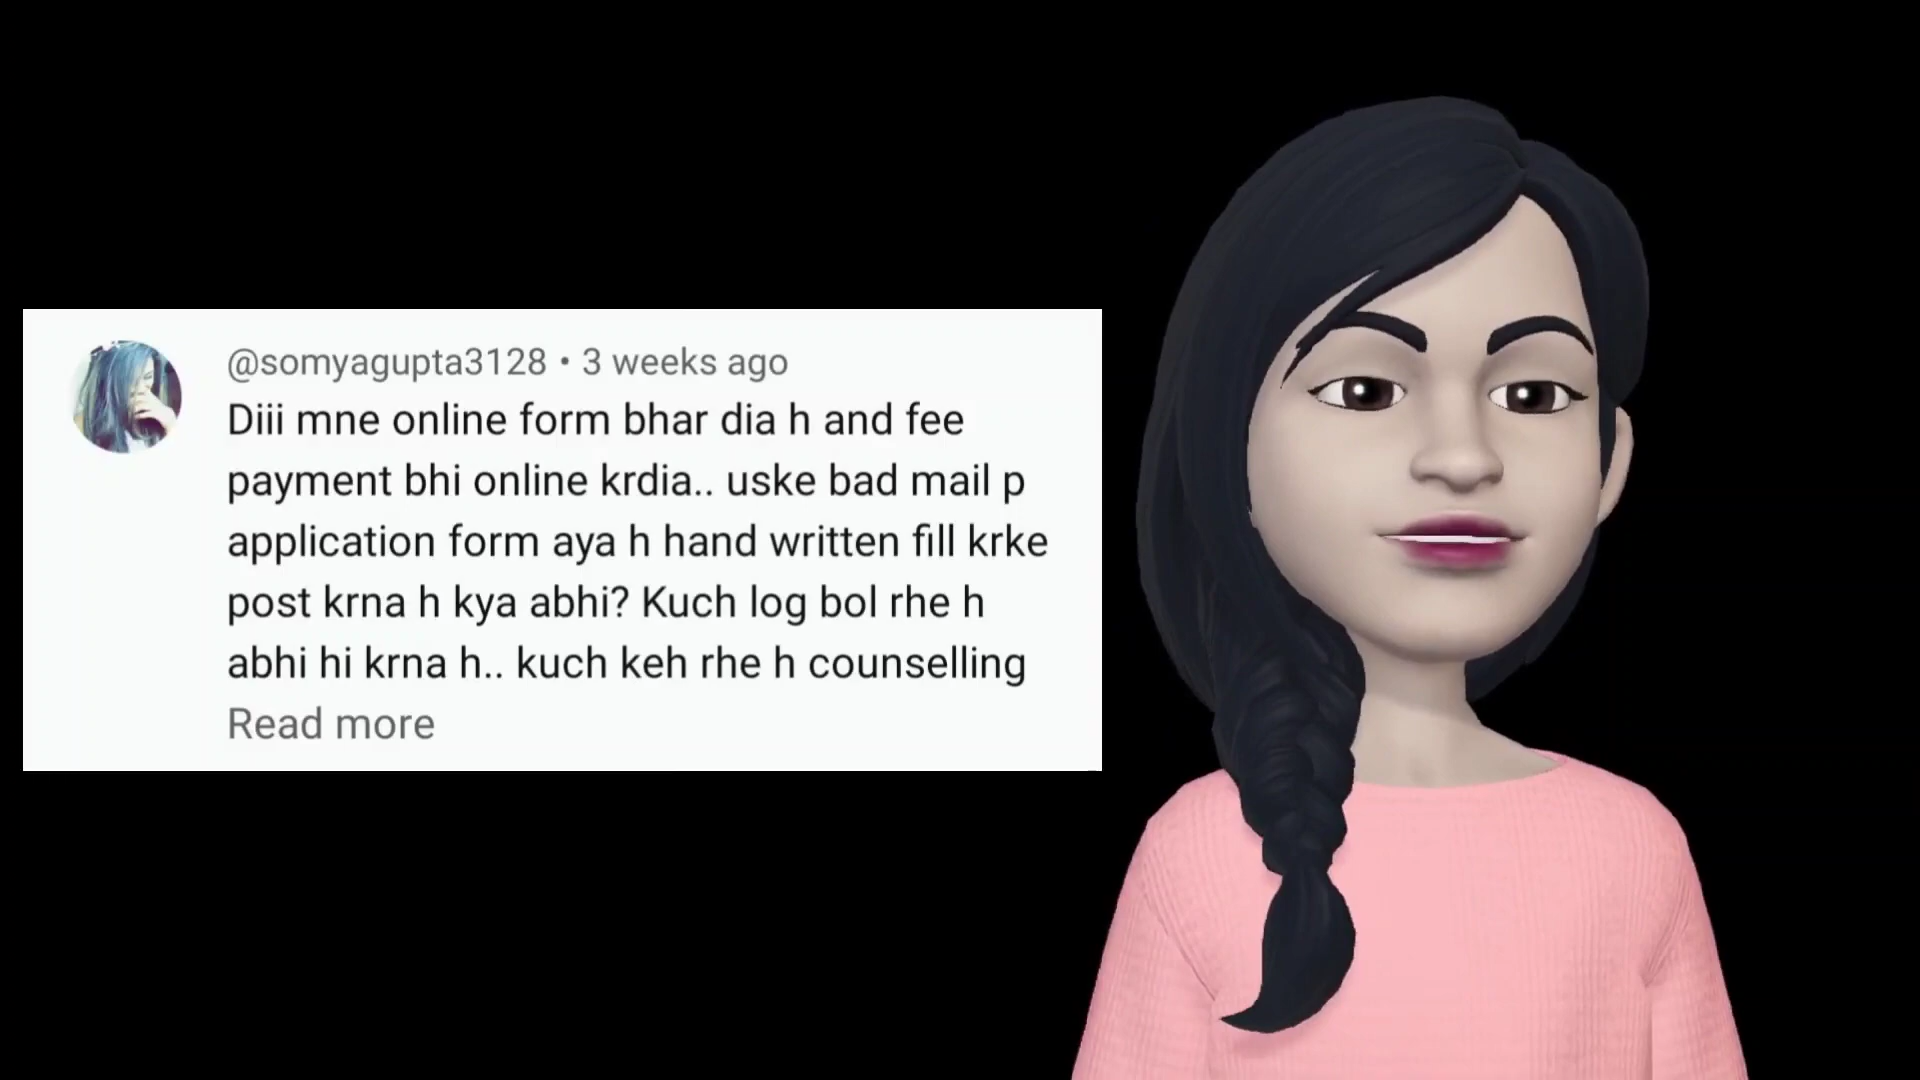 @somyagupta3128 • 3 weeks ago
Diii mne online form bhar dia h and fee
payment bhi online krdia.. uske bad mail p
application form aya h hand written fill krke
post krna h kya abhi? Kuch log bol rhe h
abhi hi krna h.. kuch keh rhe h counselling
Read more